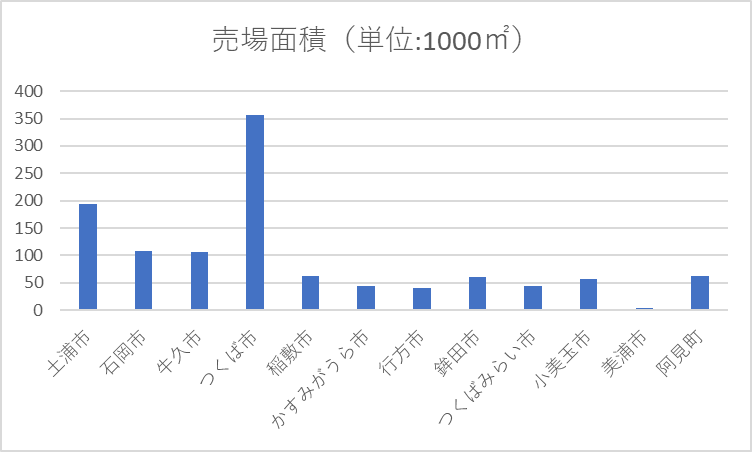 売場面積（単位:1000㎡）
400
350
300
250
200
150
100
50
0
土浦市
石岡市
牛久市
つくば市
稲敷市
かすみがうら市
行方市
鉾田市
つくばみらい市
小美玉市
美浦市
阿見町